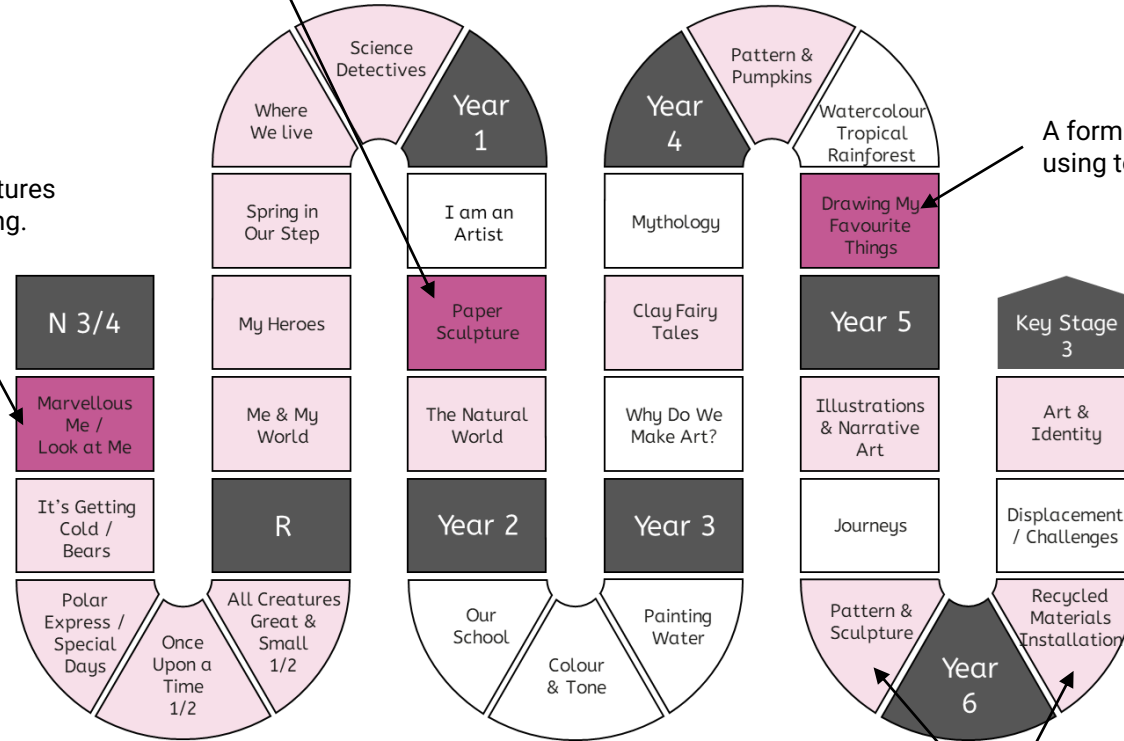 tures
ng.
N 3/4
Marvellous
Me /
Look at Me
It's Getting
Cold /
Bears
Polar
Express /
Special
Days
Once
Upon a
Time
1/2
All Creatures
Great &
Small
1/2
R
Me & My
World
My Heroes
Spring in
Our Step
Where
We live
Science
Detectives
Year
1
I am an
Artist
Paper
Sculpture
The Natural
World
Year 2
Our
School
Colour
& Tone
Painting
Water
Year 3
Why Do We
Make Art?
Clay Fairy
Tales
Mythology
Year
4
Pattern &
Pumpkins
Watercolour
Tropical
Rainforest
A form
using te
Drawing My
Favourite
Things
Year 5
Illustrations
& Narrative
Art
Journeys
Pattern &
Sculpture
Year
6
Recycled
Materials
Installation
Displacement
/ Challenges
Art &
Identity
Key Stage
3